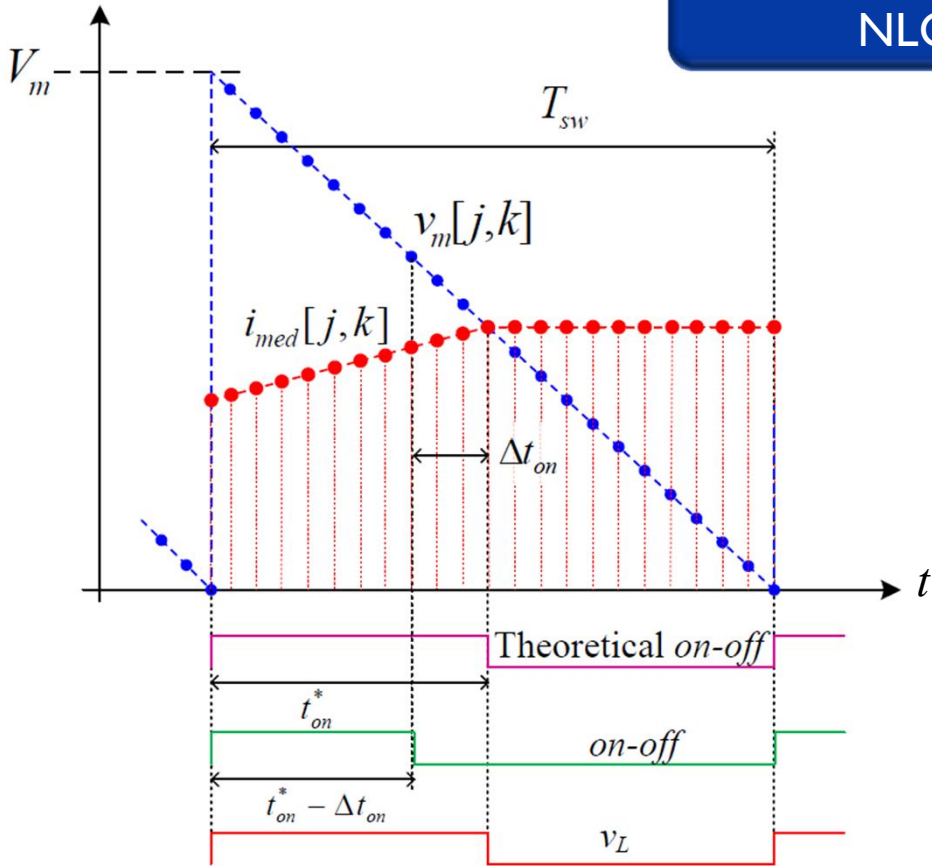 NLC
V_m
T_sw
v_m[j,k]
i_med[j,k]
Δt_on
t
Theoretical on-off
t*_on
on-off
t*_on − Δt_on
v_L